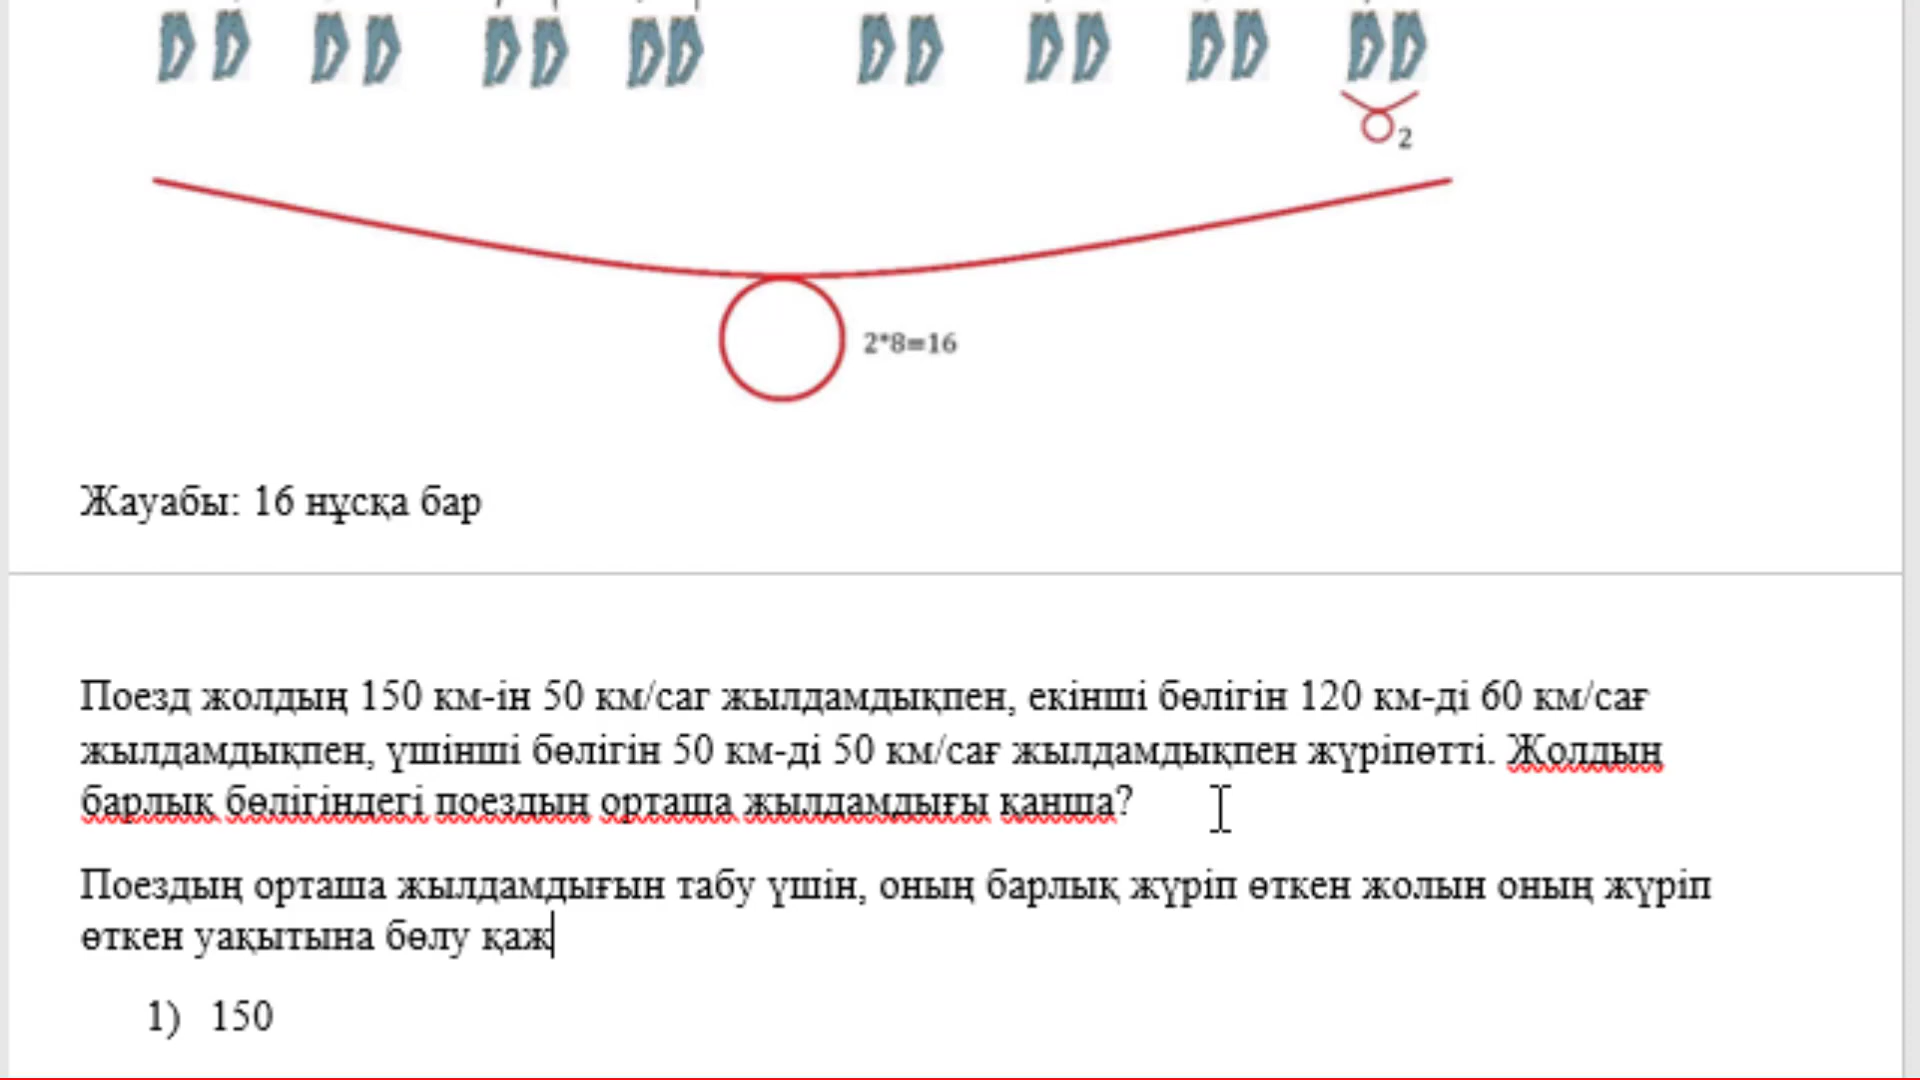 2
2*8=16
Жауабы: 16 нұсқа бар
Поезд жолдың 150 км-ін 50 км/саг жылдамдықпен, екінші бөлігін 120 км-ді 60 км/сағ
жылдамдықпен, үшінші бөлігін 50 км-ді 50 км/сағ жылдамдықпен жүріпөтті. Жолдың
барлық бөлігіндегі поездың орташа жылдамдығы қанша?
Поездың орташа жылдамдығын табу үшін, оның барлық жүріп өткен жолын оның жүріп
өткен уақытына бөлу қаж
1) 150